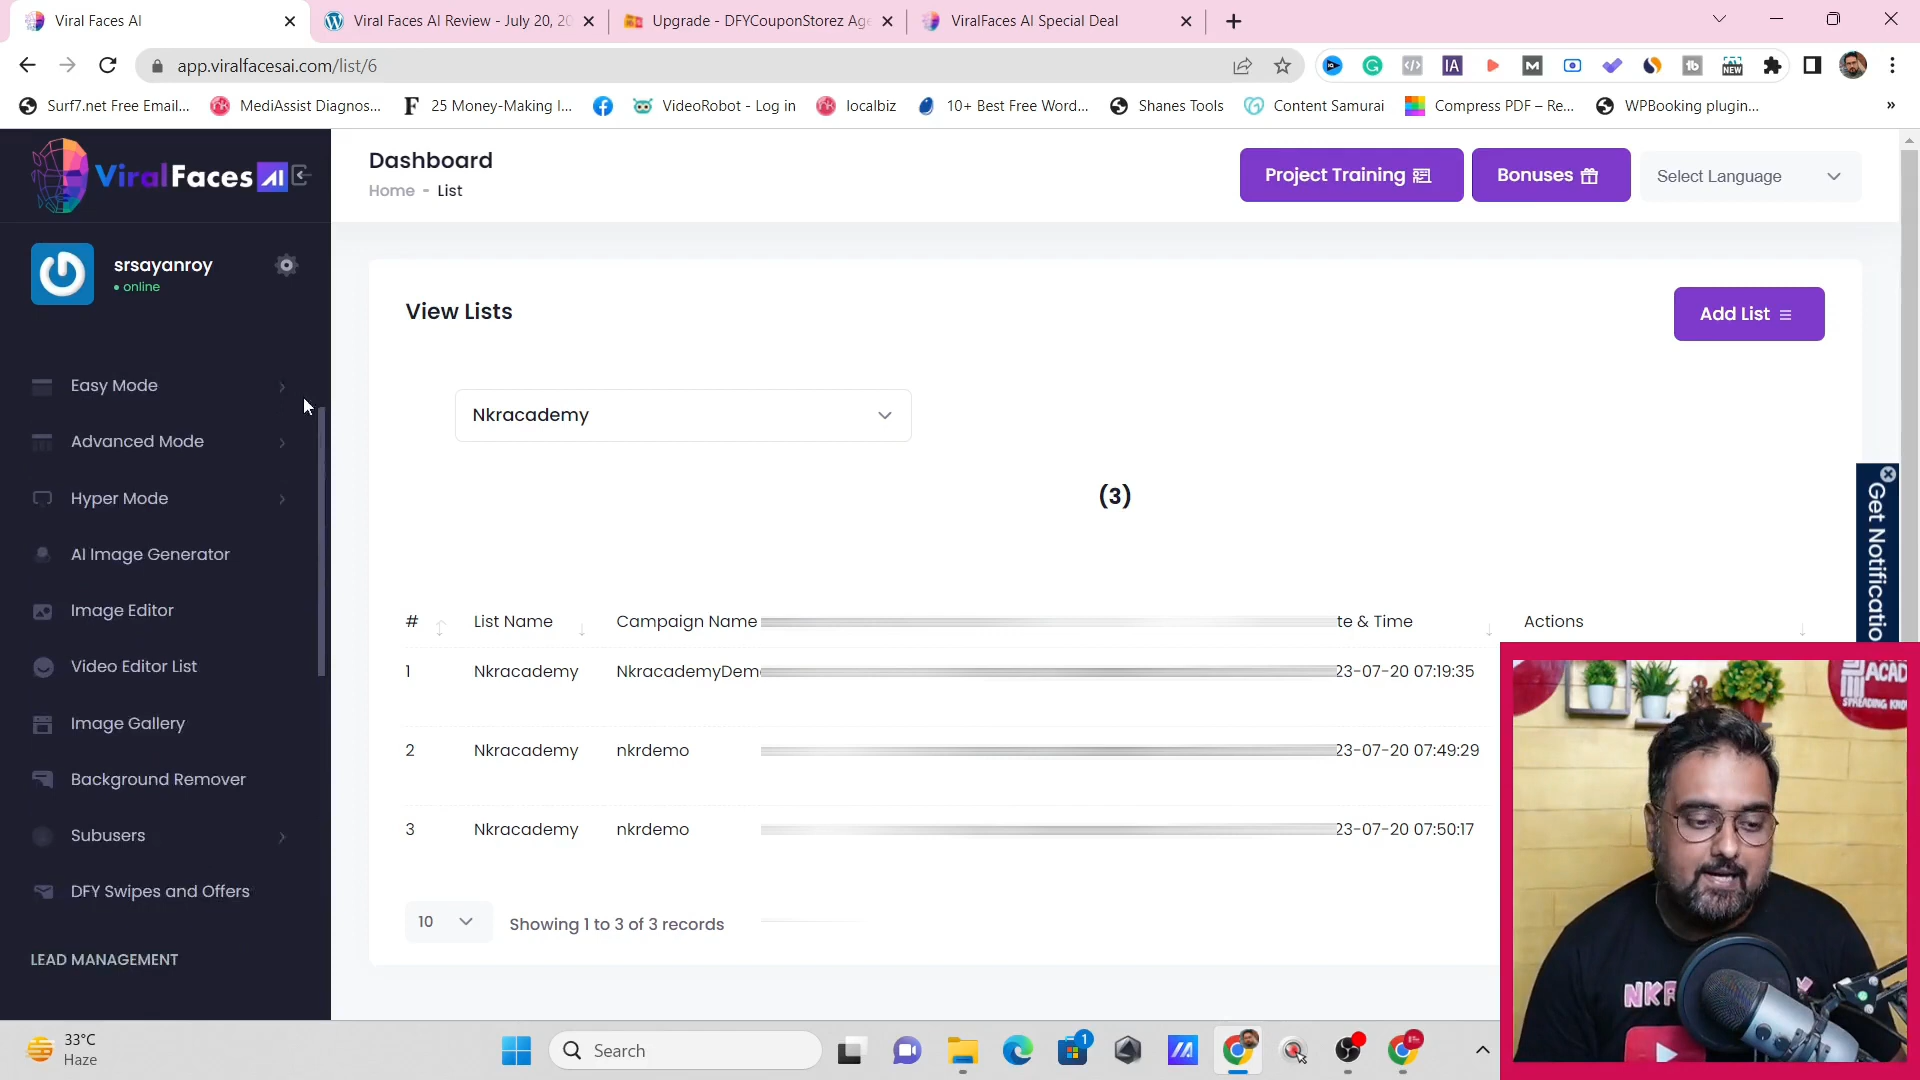 Viral Faces AI
Viral Faces AI Review - July 20, 20
Upgrade - DFYCouponStorez Age
ViralFaces AI Special Deal
app.viralfacesai.com/list/6
Surf7.net Free Email...
MediAssist Diagnos...
25 Money-Making I...
VideoRobot - Log in
localbiz
10+ Best Free Word...
Shanes Tools
Content Samurai
Compress PDF – Re...
WPBooking plugin...
»
ViralFaces AI
Dashboard
Home - List
Project Training
Bonuses
Select Language
srsayanroy
• online
View Lists
Add List
Easy Mode
Advanced Mode
Hyper Mode
AI Image Generator
Image Editor
Video Editor List
Image Gallery
Background Remover
Subusers
DFY Swipes and Offers
LEAD MANAGEMENT
Nkracademy
(3)
# List Name Campaign Name te & Time Actions
1 Nkracademy NkracademyDem 23-07-20 07:19:35
2 Nkracademy nkrdemo 23-07-20 07:49:29
3 Nkracademy nkrdemo 23-07-20 07:50:17
10 Showing 1 to 3 of 3 records
Get Notificatio
ACAD
SPREADING KNO
NKR
33°C
Haze
Search
1